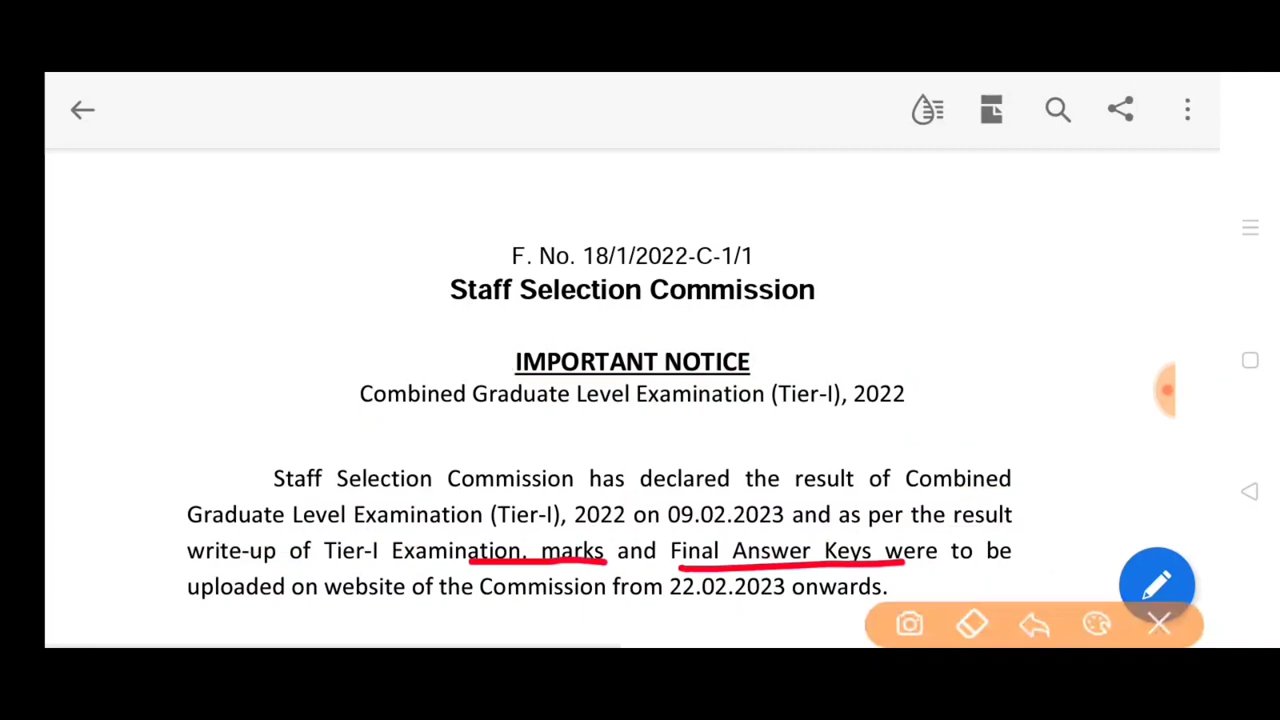 F. No. 18/1/2022-C-1/1
Staff Selection Commission
IMPORTANT NOTICE
Combined Graduate Level Examination (Tier-I), 2022
Staff Selection Commission has declared the result of Combined
Graduate Level Examination (Tier-I), 2022 on 09.02.2023 and as per the result
write-up of Tier-I Examination, marks and Final Answer Keys were to be
uploaded on website of the Commission from 22.02.2023 onwards.